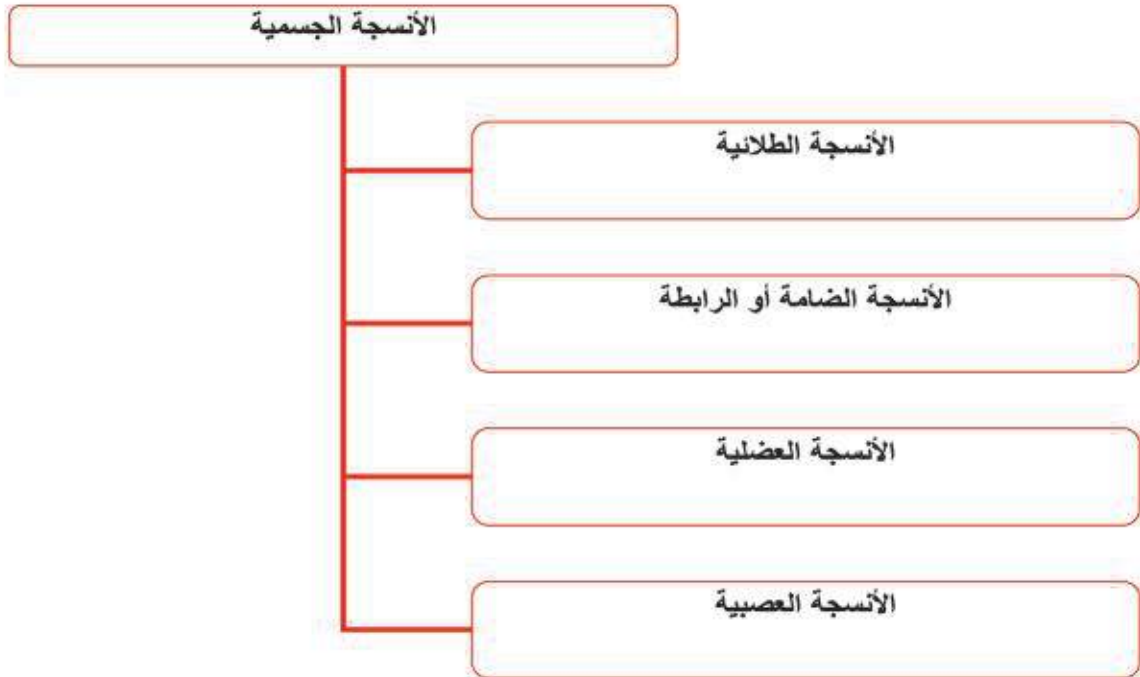 الأنسجة الجسمية
الأنسجة الطلائية
الأنسجة الضامة أو الرابطة
الأنسجة العضلية
الأنسجة العصبية